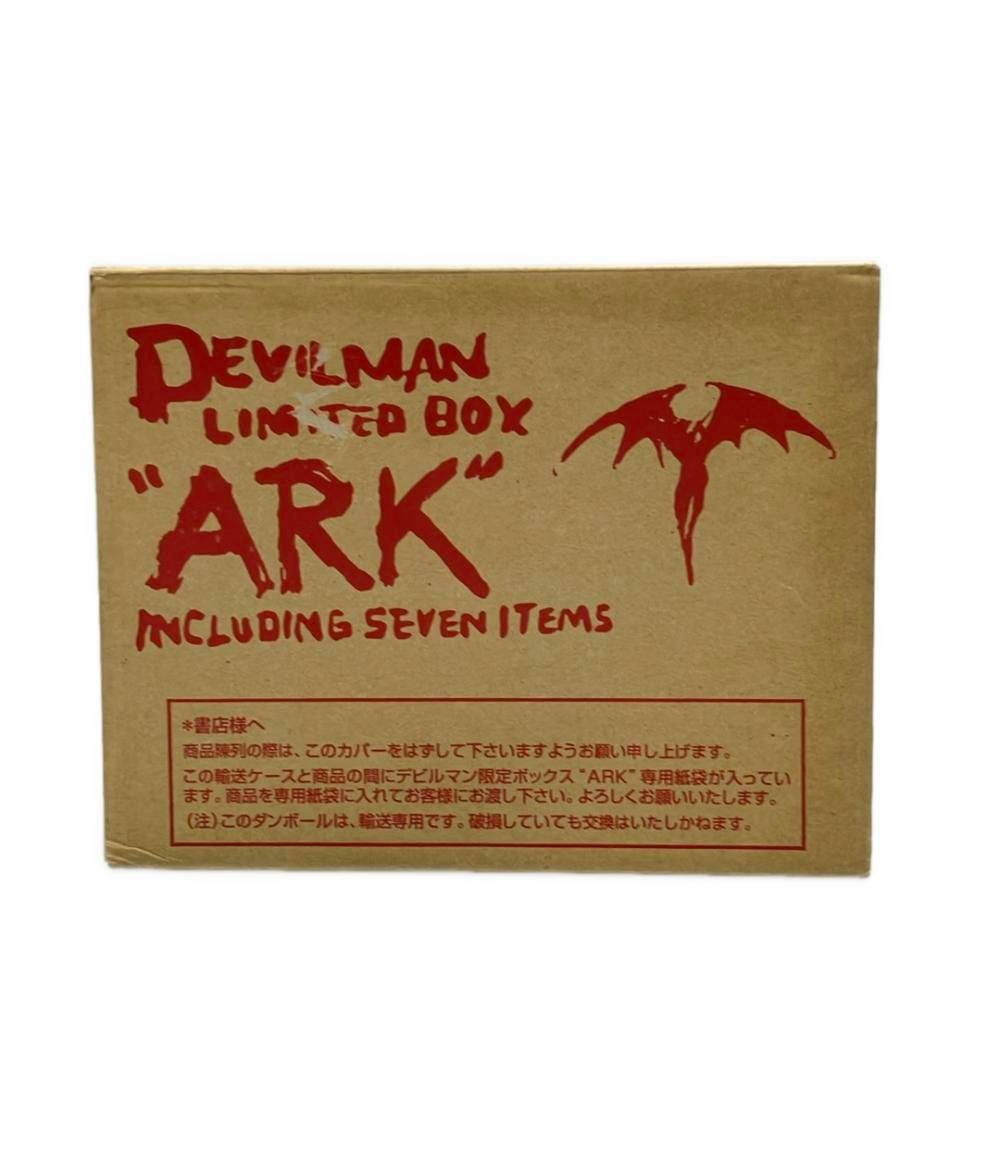 DEVILMAN
LIMITED BOX
"ARK"
INCLUDING SEVEN ITEMS
*書店様へ
商品陳列の際は、このカバーをはずして下さいますようお願い申し上げます。
この輸送ケースと商品の間にデビルマン限定ボックス“ARK”専用紙袋が入ってい
ます。商品を専用紙袋に入れてお客様にお渡し下さい。よろしくお願いいたします。
(注)このダンボールは、輸送専用です。破損していても交換はいたしかねます。